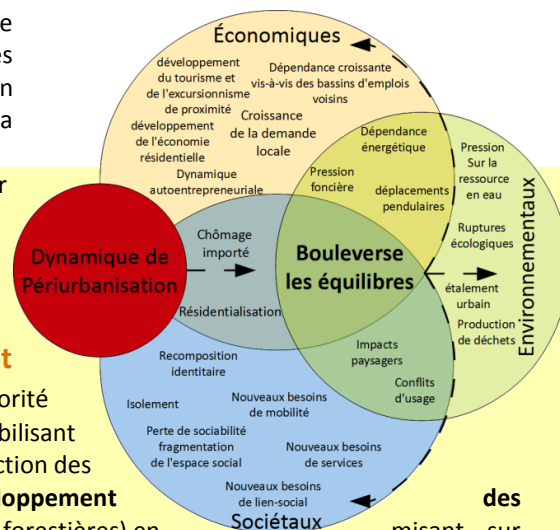 e
es
n
a
r
Économiques
développement
du tourisme et
de l'excursionnisme
de proximité
Dépendance croissante
vis-à-vis des bassins d'emplois
voisins
Croissance
de la demande
locale
développement
de l'économie
résidentielle
Dynamique
autoentrepreneuriale
Dépendance
énergétique
Pression
foncière
déplacements
pendulaires
Pression
Sur la
ressource
en eau
Ruptures
écologiques
étalement
urbain
Production
de déchets
Environnementaux
Dynamique de
Périurbanisation
Chômage
importé
Résidentialisation
Bouleverse
les équilibres
Impacts
paysagers
Conflits
d'usage
Recomposition
identitaire
Isolement
Nouveaux besoins
de mobilité
Perte de sociabilité
fragmentation
de l'espace social
Nouveaux besoins
de services
Nouveaux besoins
de lien-social
Sociétaux
t
orité
bilisant
ction des
loppement des
forestières) en misant sur